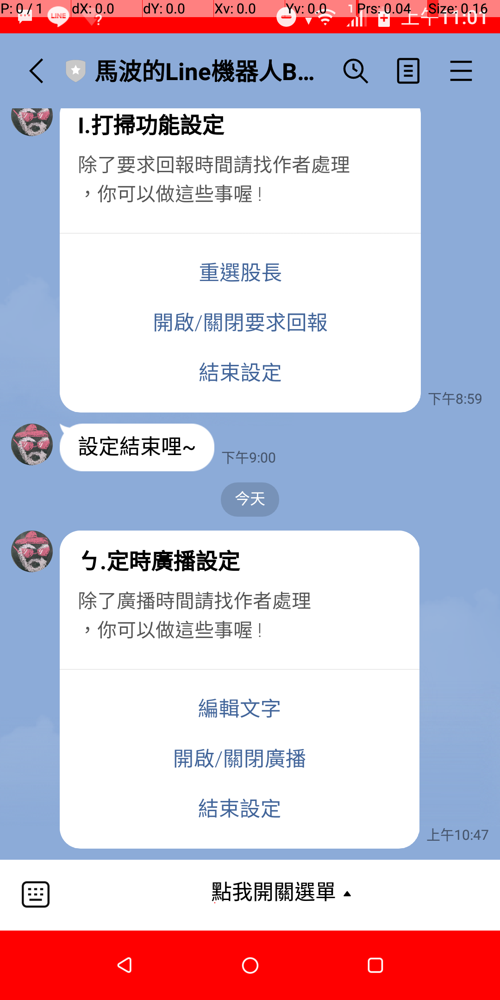 P: 0 / 1 dX: 0.0 dY: 0.0 Xv: 0.0 Yv: 0.0 Prs: 0.04 Size: 0.16
LINE ? 1 上午11:01
馬波的Line機器人B...
I.打掃功能設定
除了要求回報時間請找作者處理
，你可以做這些事喔！
重選股長
開啟/關閉要求回報
結束設定
下午8:59
設定結束哩~
下午9:00
今天
ㄅ.定時廣播設定
除了廣播時間請找作者處理
，你可以做這些事喔！
編輯文字
開啟/關閉廣播
結束設定
上午10:47
點我開關選單